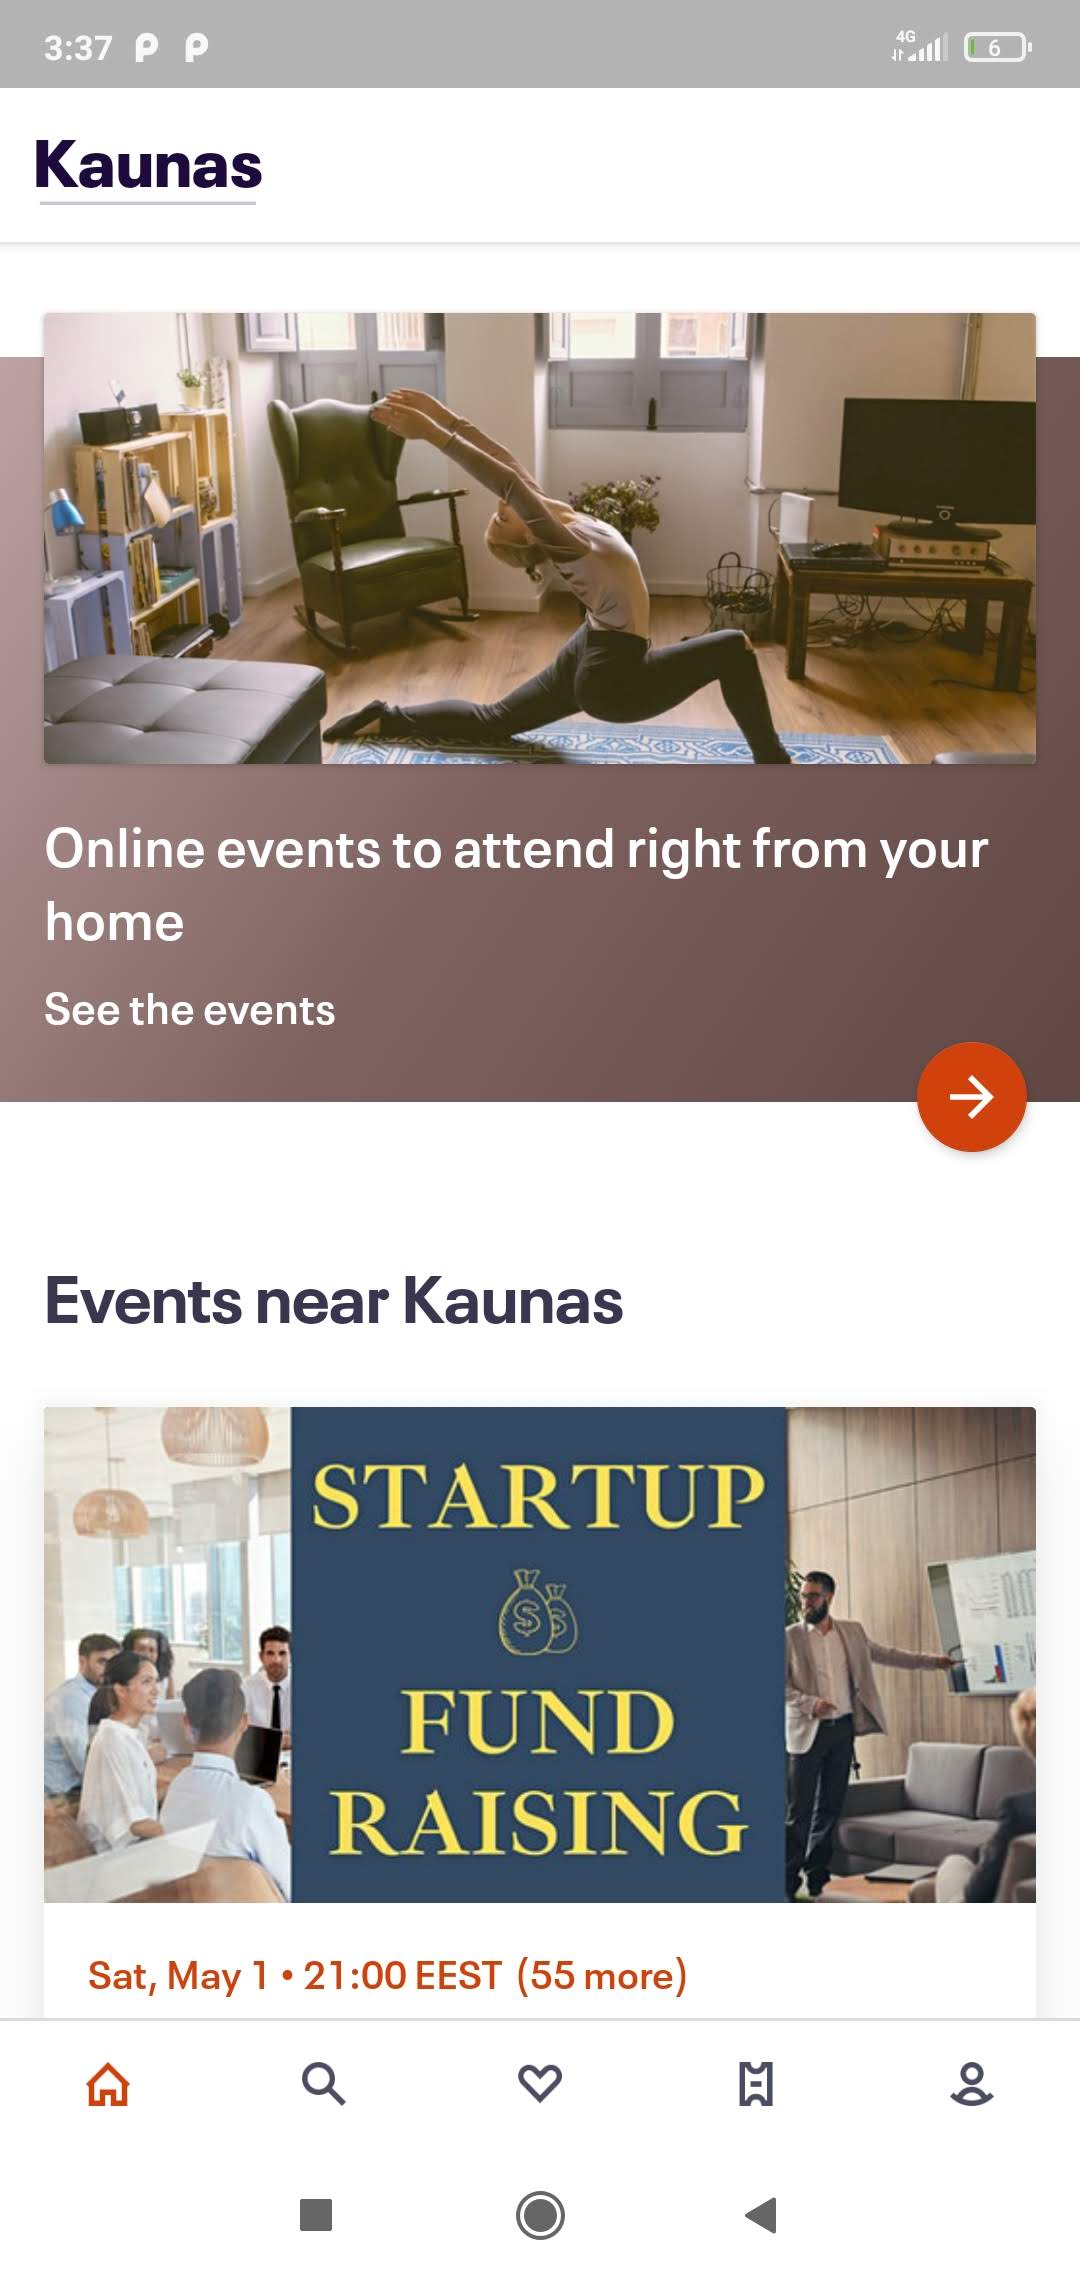 3:37
4G
6
Kaunas
Online events to attend right from your
home
See the events
Events near Kaunas
STARTUP
FUND
RAISING
Sat, May 1 • 21:00 EEST (55 more)